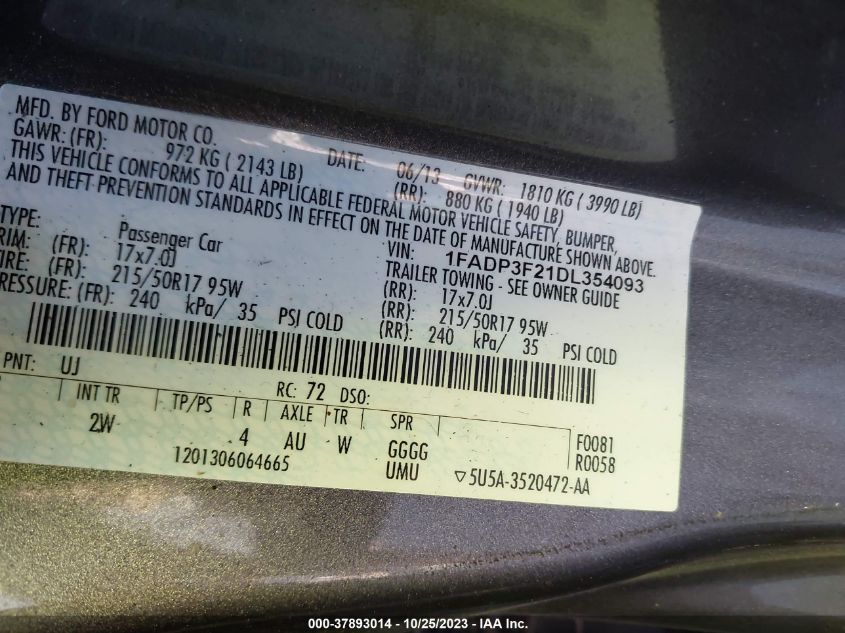 MFD. BY FORD MOTOR CO.
DATE: 06/13 GVWR: 1810 KG ( 3990 LB)
GAWR: (FR): 972 KG ( 2143 LB) (RR): 880 KG ( 1940 LB)
THIS VEHICLE CONFORMS TO ALL APPLICABLE FEDERAL MOTOR VEHICLE SAFETY, BUMPER,
AND THEFT PREVENTION STANDARDS IN EFFECT ON THE DATE OF MANUFACTURE SHOWN ABOVE.
VIN: 1FADP3F21DL354093
TYPE: Passenger Car TRAILER TOWING - SEE OWNER GUIDE
RIM: (FR): 17x7.0J (RR): 17x7.0J
IRE: (FR): 215/50R17 95W (RR): 215/50R17 95W
PRESSURE: (FR): 240 kPa/ 35 PSI COLD (RR): 240 kPa/ 35 PSI COLD
PNT: UJ RC: 72 DSO:
INT TR TP/PS R AXLE TR SPR
2W 4 AU W GGGG F0081
1201306064665 UMU R0058
▽5U5A-3520472-AA
000-37893014 - 10/25/2023 - IAA Inc.